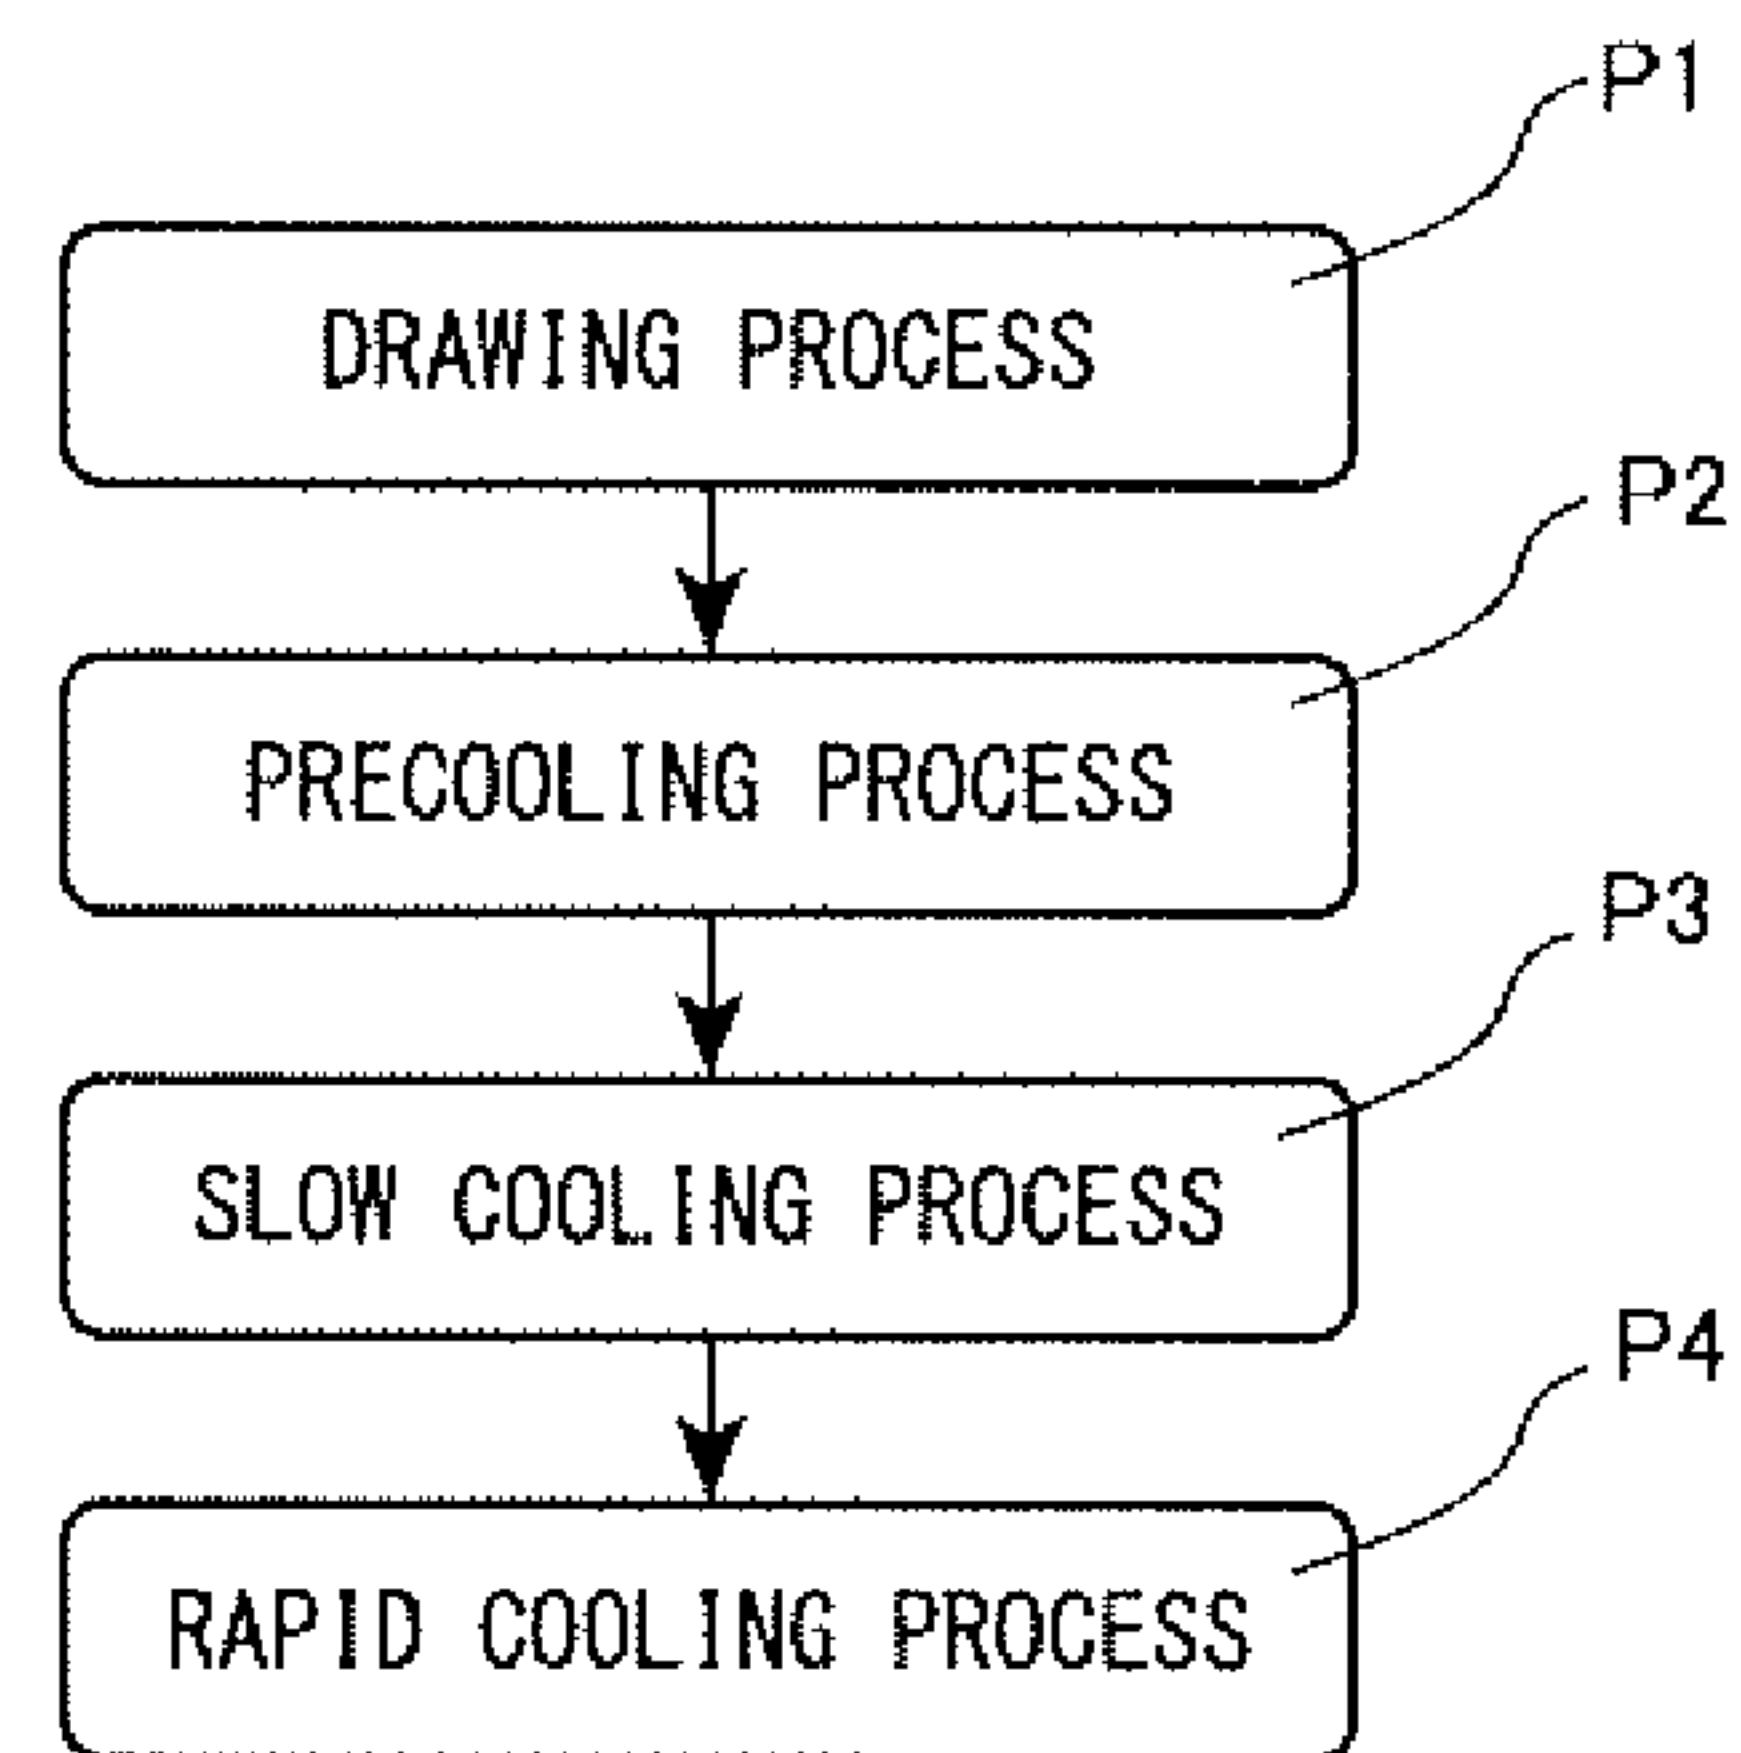 P1
DRAWING PROCESS
P2
PRECOOLING PROCESS
P3
SLOW COOLING PROCESS
P4
RAPID COOLING PROCESS